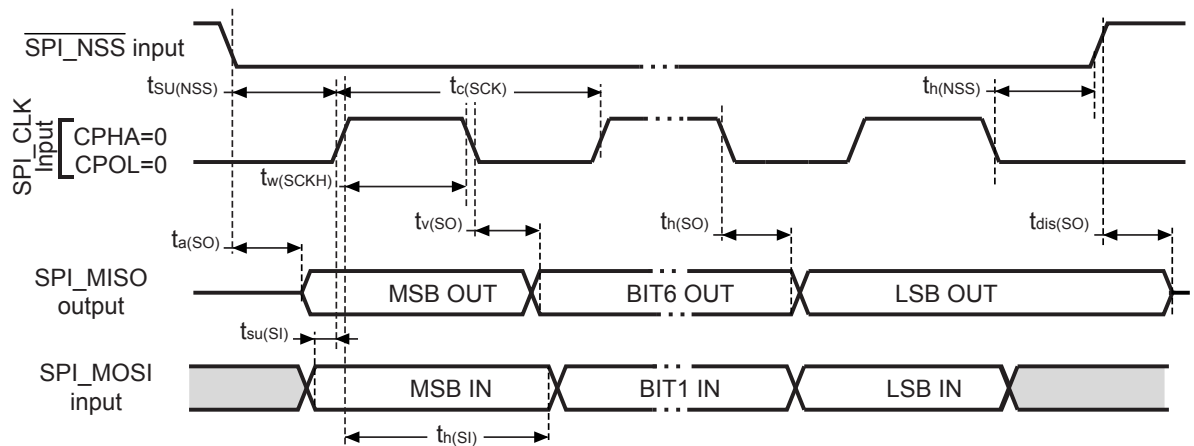 SPI_NSS input
tSU(NSS)
tc(SCK)
th(NSS)
SPI_CLK
Input
CPHA=0
CPOL=0
tw(SCKH)
ta(SO)
tv(SO)
th(SO)
tdis(SO)
SPI_MISO
output
MSB OUT
BIT6 OUT
LSB OUT
tsu(SI)
SPI_MOSI
input
MSB IN
BIT1 IN
LSB IN
th(SI)